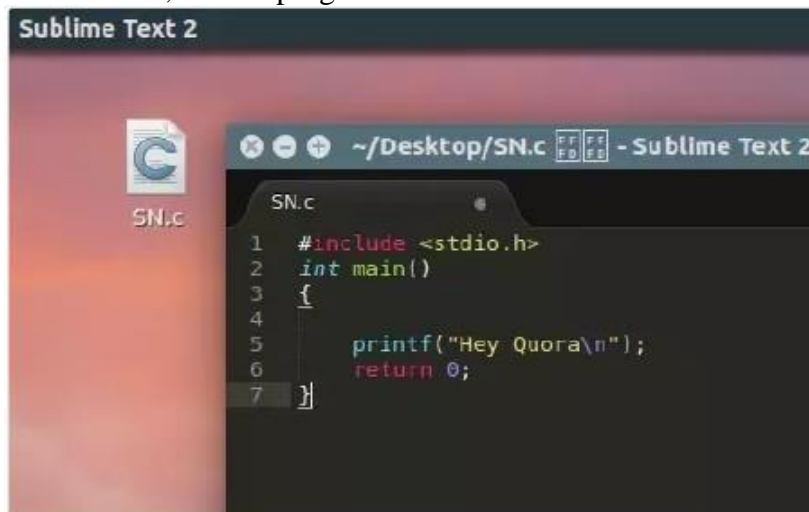 Sublime Text 2
SN.c
~/Desktop/SN.c - Sublime Text 2
SN.c
1 #include <stdio.h>
2 int main()
3 {
4
5 printf("Hey Quora\n");
6 return 0;
7 }